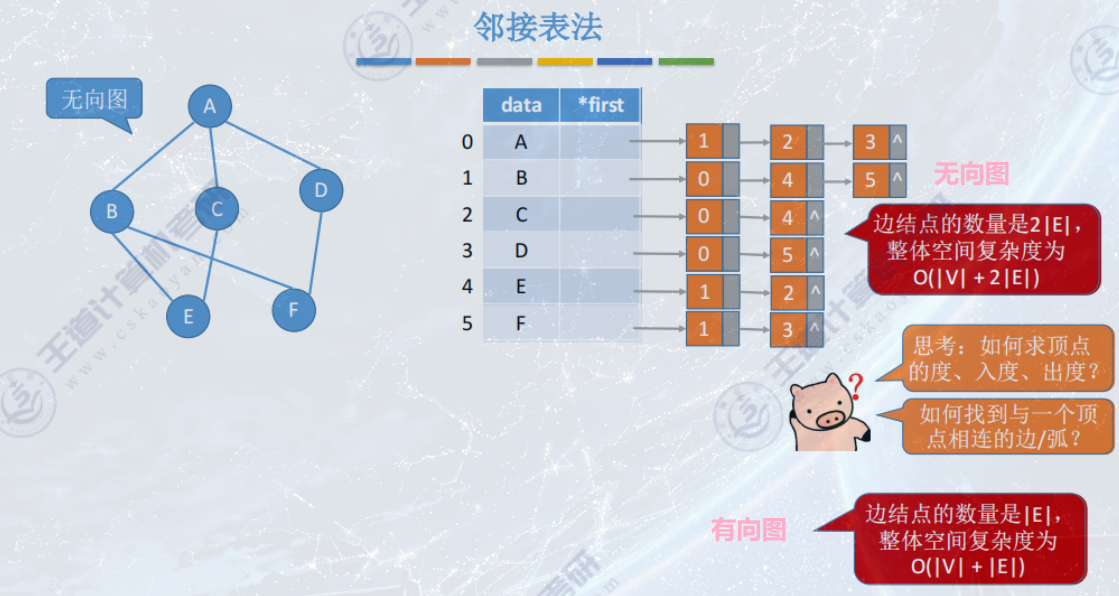 邻接表法
无向图
A
B
C
D
E
F
data *first
0 A 1 2 3 ^
1 B 0 4 5 ^
2 C 0 4 ^
3 D 0 5 ^
4 E 1 2 ^
5 F 1 3 ^
无向图
边结点的数量是2|E|，
整体空间复杂度为
O(|V| + 2|E|)
思考：如何求顶点
的度、入度、出度？
如何找到与一个顶
点相连的边/弧？
?
有向图
边结点的数量是|E|，
整体空间复杂度为
O(|V| + |E|)
王道计算机考研
www.cskaoyan.com